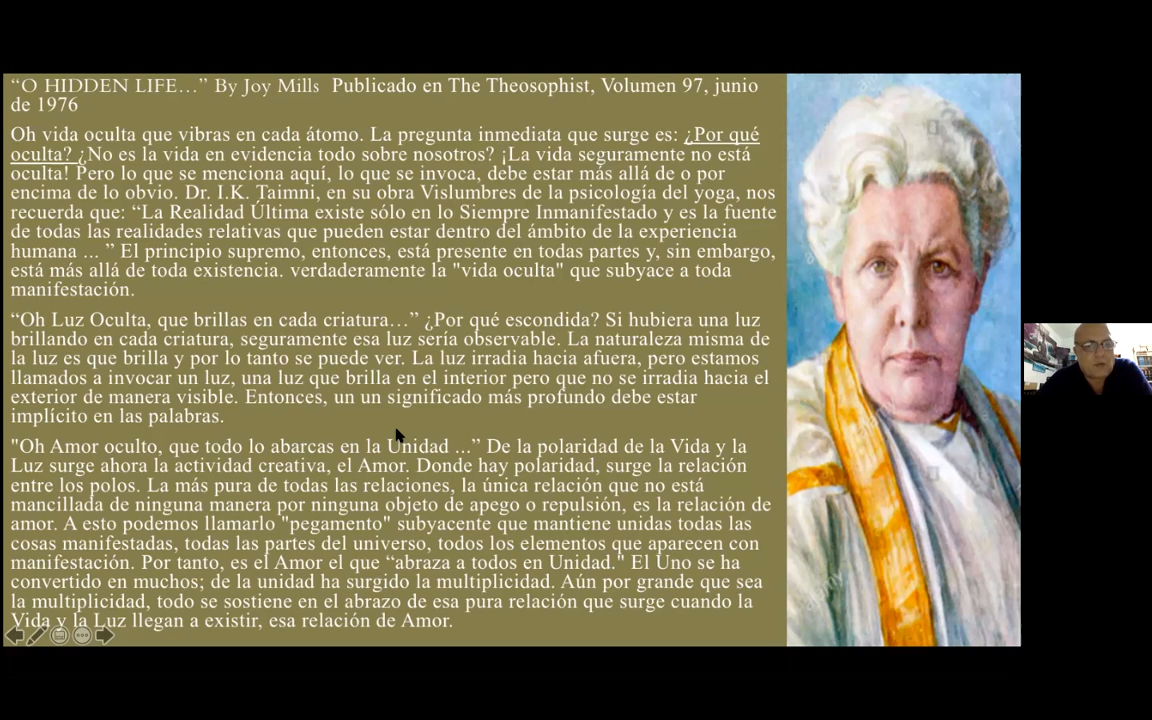 “O HIDDEN LIFE…” By Joy Mills Publicado en The Theosophist, Volumen 97, junio
de 1976
Oh vida oculta que vibras en cada átomo. La pregunta inmediata que surge es: ¿Por qué
oculta? ¿No es la vida en evidencia todo sobre nosotros? ¡La vida seguramente no está
oculta! Pero lo que se menciona aquí, lo que se invoca, debe estar más allá de o por
encima de lo obvio. Dr. I.K. Taimni, en su obra Vislumbres de la psicología del yoga, nos
recuerda que: “La Realidad Última existe sólo en lo Siempre Inmanifestado y es la fuente
de todas las realidades relativas que pueden estar dentro del ámbito de la experiencia
humana ... ” El principio supremo, entonces, está presente en todas partes y, sin embargo,
está más allá de toda existencia. verdaderamente la "vida oculta" que subyace a toda
manifestación.
“Oh Luz Oculta, que brillas en cada criatura…” ¿Por qué escondida? Si hubiera una luz
brillando en cada criatura, seguramente esa luz sería observable. La naturaleza misma de
la luz es que brilla y por lo tanto se puede ver. La luz irradia hacia afuera, pero estamos
llamados a invocar un luz, una luz que brilla en el interior pero que no se irradia hacia el
exterior de manera visible. Entonces, un un significado más profundo debe estar
implícito en las palabras.
"Oh Amor oculto, que todo lo abarcas en la Unidad ...” De la polaridad de la Vida y la
Luz surge ahora la actividad creativa, el Amor. Donde hay polaridad, surge la relación
entre los polos. La más pura de todas las relaciones, la única relación que no está
mancillada de ninguna manera por ninguna objeto de apego o repulsión, es la relación de
amor. A esto podemos llamarlo "pegamento" subyacente que mantiene unidas todas las
cosas manifestadas, todas las partes del universo, todos los elementos que aparecen con
manifestación. Por tanto, es el Amor el que “abraza a todos en Unidad." El Uno se ha
convertido en muchos; de la unidad ha surgido la multiplicidad. Aún por grande que sea
la multiplicidad, todo se sostiene en el abrazo de esa pura relación que surge cuando la
Vida y la Luz llegan a existir, esa relación de Amor.